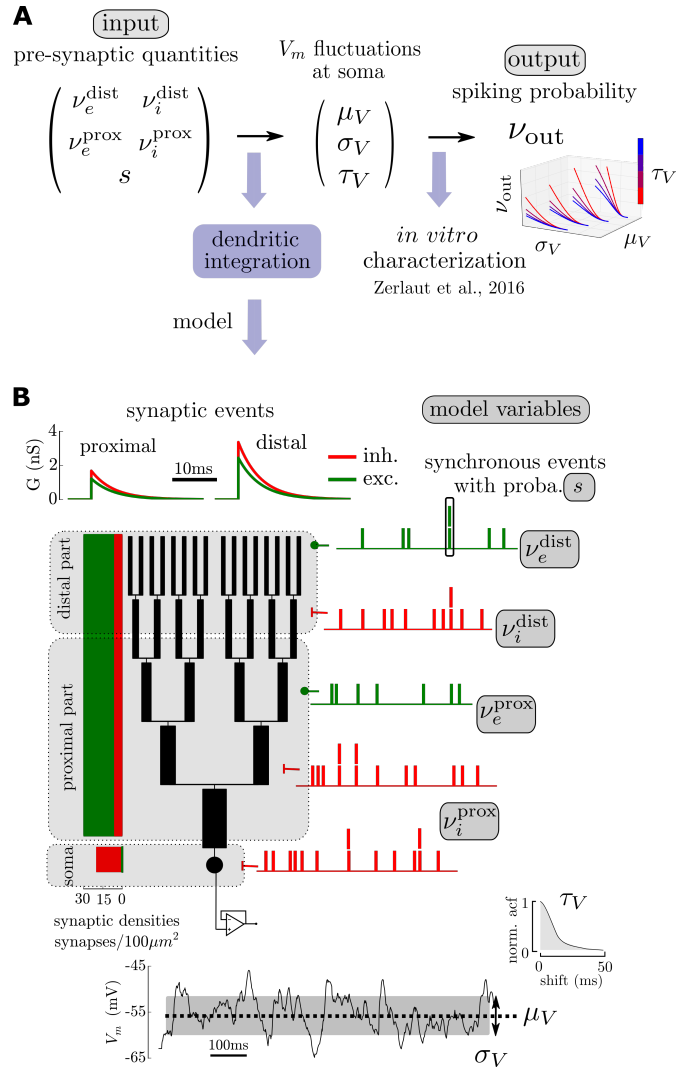 A
input
pre-synaptic quantities
ν_e^dist ν_i^dist
ν_e^prox ν_i^prox
s
V_m fluctuations
at soma
μ_V
σ_V
τ_V
output
spiking probability
ν_out
ν_out
σ_V
μ_V
τ_V
dendritic
integration
in vitro
characterization
Zerlaut et al., 2016
model
B
synaptic events
model variables
G (nS)
4
2
0
proximal
distal
10ms
inh.
exc.
synchronous events
with proba. s
distal part
proximal part
soma
ν_e^dist
ν_i^dist
ν_e^prox
ν_i^prox
30 15 0
synaptic densities
synapses/100μm²
τ_V
norm. acf
1
0
0 50
shift (ms)
V_m (mV)
-45
-55
-65
100ms
μ_V
σ_V